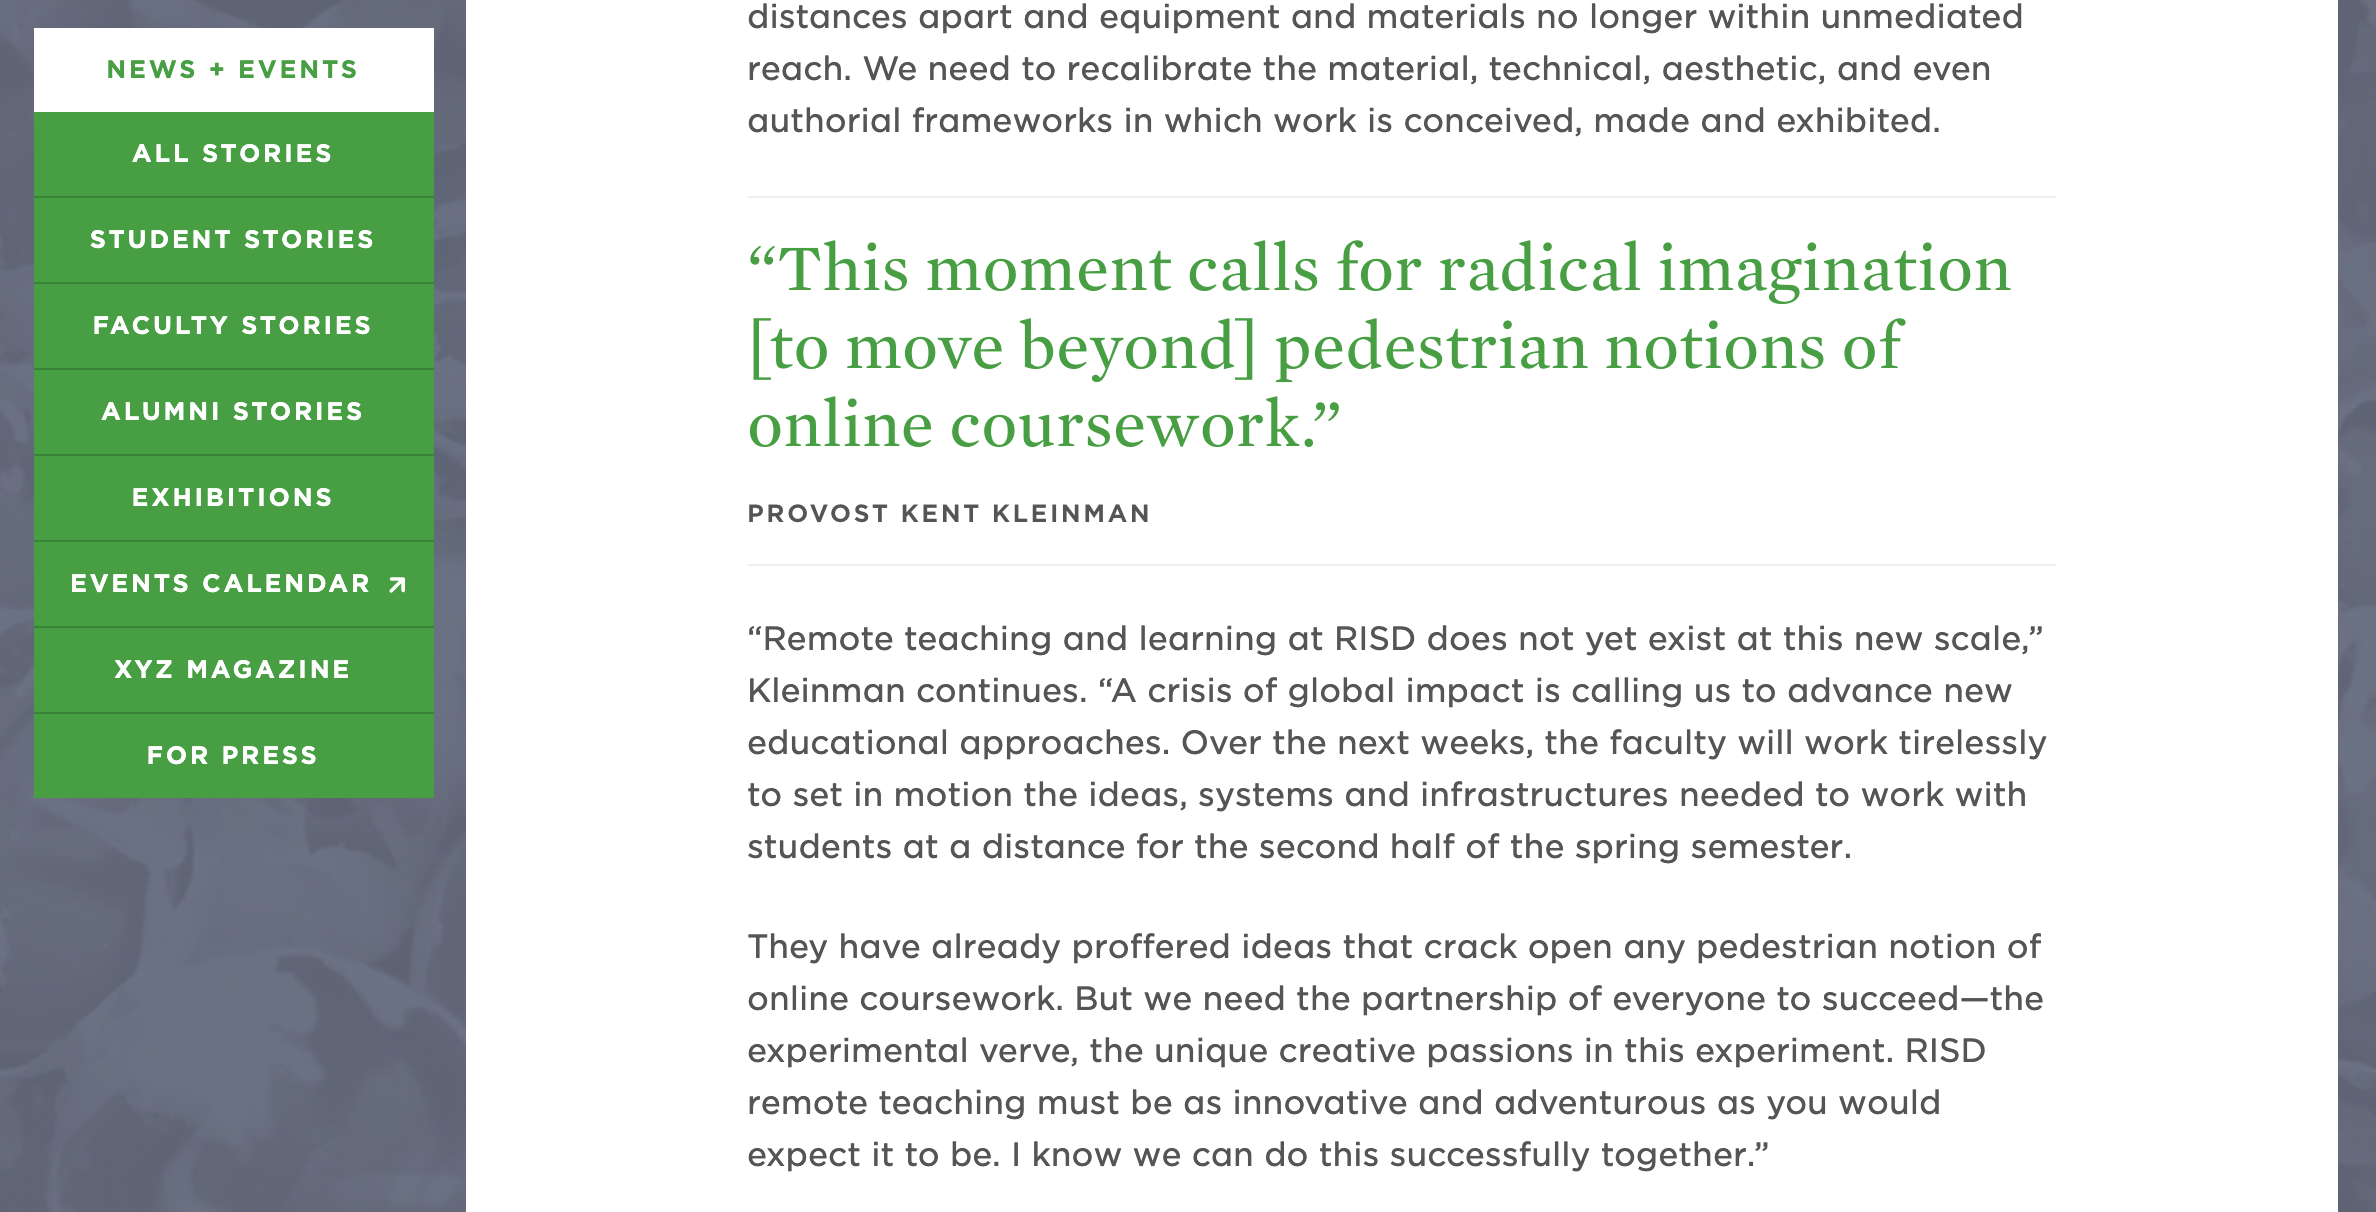 NEWS + EVENTS
ALL STORIES
STUDENT STORIES
FACULTY STORIES
ALUMNI STORIES
EXHIBITIONS
EVENTS CALENDAR
XYZ MAGAZINE
FOR PRESS
distances apart and equipment and materials no longer within unmediated
reach. We need to recalibrate the material, technical, aesthetic, and even
authorial frameworks in which work is conceived, made and exhibited.
“This moment calls for radical imagination
[to move beyond] pedestrian notions of
online coursework.”
PROVOST KENT KLEINMAN
“Remote teaching and learning at RISD does not yet exist at this new scale,”
Kleinman continues. “A crisis of global impact is calling us to advance new
educational approaches. Over the next weeks, the faculty will work tirelessly
to set in motion the ideas, systems and infrastructures needed to work with
students at a distance for the second half of the spring semester.
They have already proffered ideas that crack open any pedestrian notion of
online coursework. But we need the partnership of everyone to succeed—the
experimental verve, the unique creative passions in this experiment. RISD
remote teaching must be as innovative and adventurous as you would
expect it to be. I know we can do this successfully together.”